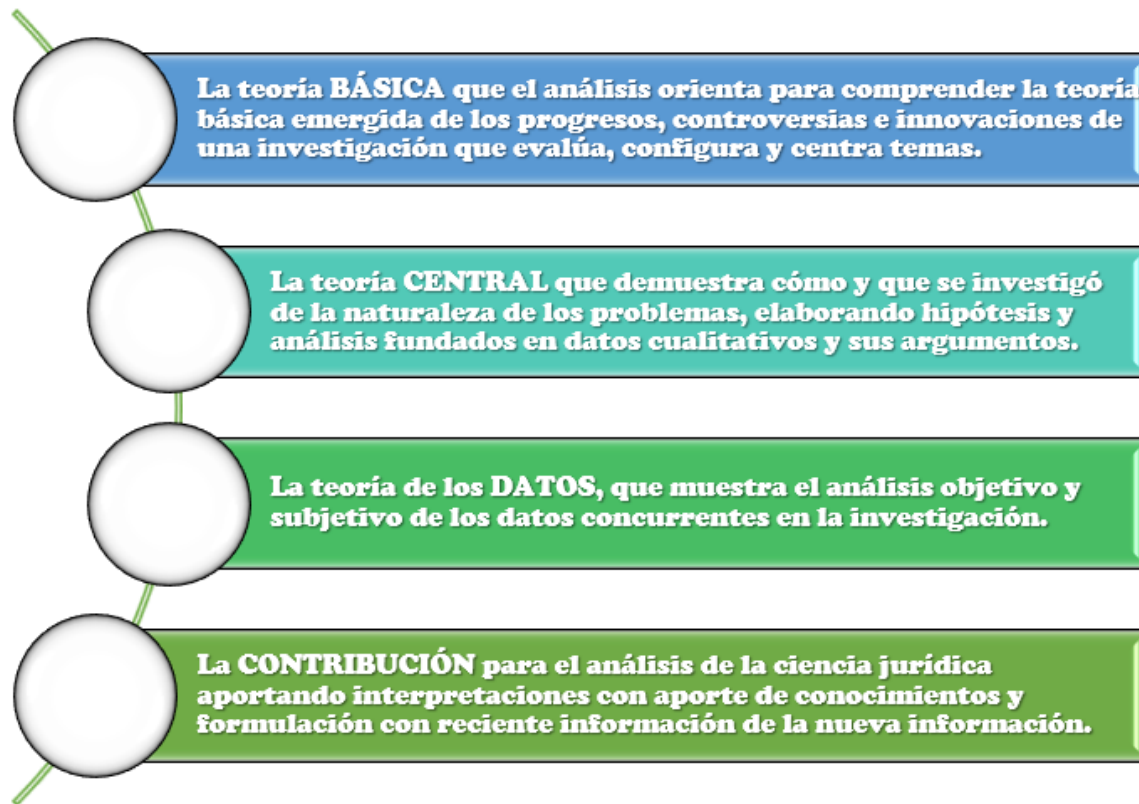 La teoría BÁSICA que el análisis orienta para comprender la teoría
básica emergida de los progresos, controversias e innovaciones de
una investigación que evalúa, configura y centra temas.
La teoría CENTRAL que demuestra cómo y que se investigó
de la naturaleza de los problemas, elaborando hipótesis y
análisis fundados en datos cualitativos y sus argumentos.
La teoría de los DATOS, que muestra el análisis objetivo y
subjetivo de los datos concurrentes en la investigación.
La CONTRIBUCIÓN para el análisis de la ciencia jurídica
aportando interpretaciones con aporte de conocimientos y
formulación con reciente información de la nueva información.